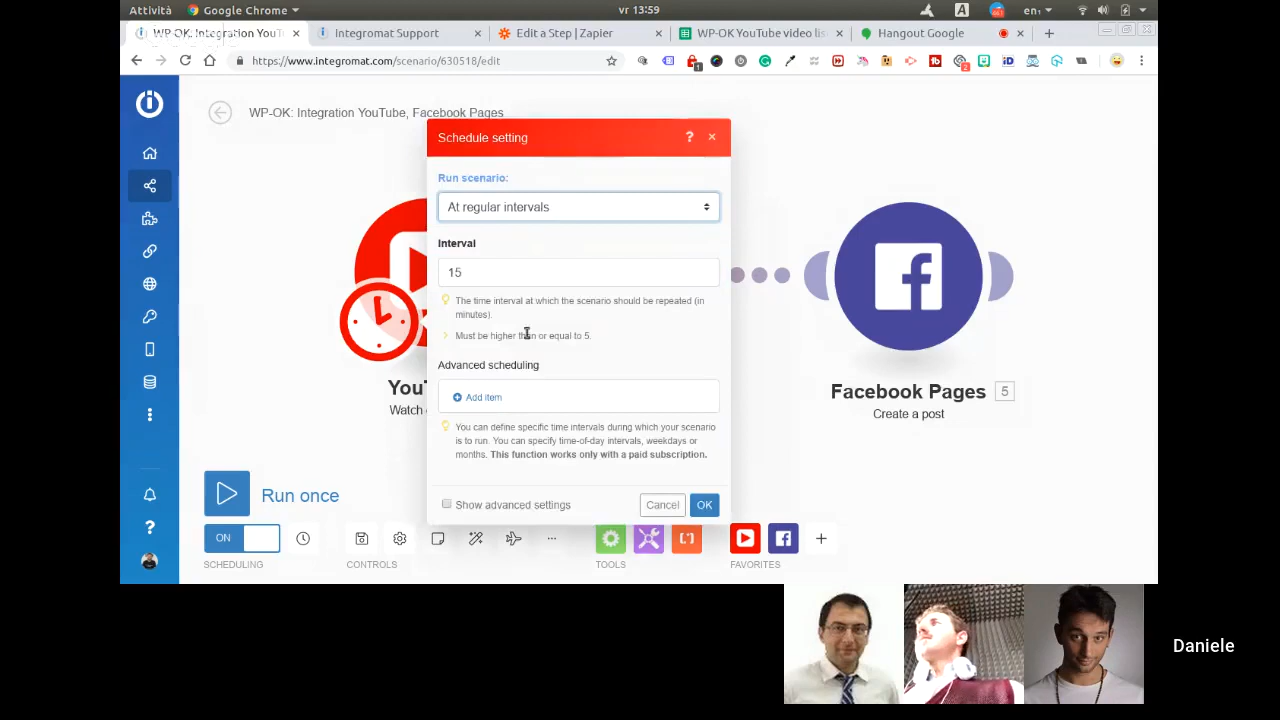 Attività
Google Chrome
vr 13:59
A
en₁
WP-OK: Integration YouT
Integromat Support
Edit a Step | Zapier
WP-OK YouTube video lis
Hangout Google
https://www.integromat.com/scenario/630518/edit
WP-OK: Integration YouTube, Facebook Pages
Schedule setting
?
Run scenario:
At regular intervals
Interval
15
The time interval at which the scenario should be repeated (in
minutes).
Must be higher than or equal to 5.
Advanced scheduling
Add item
You can define specific time intervals during which your scenario
is to run. You can specify time-of-day intervals, weekdays or
months. This function works only with a paid subscription.
Show advanced settings
Cancel
OK
YouT
Watch
Facebook Pages 5
Create a post
Run once
ON
SCHEDULING
CONTROLS
TOOLS
FAVORITES
Daniele